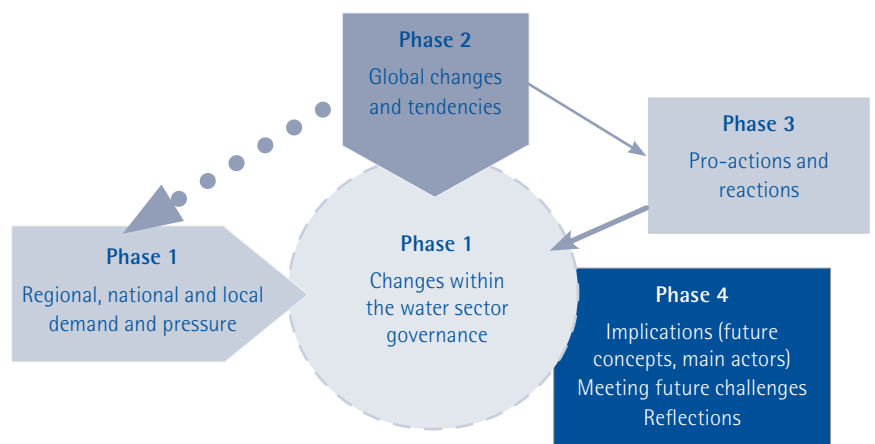 Phase 2
Global changes
and tendencies
Phase 3
Pro-actions and
reactions
Phase 1
Regional, national and local
demand and pressure
Phase 1
Changes within
the water sector
governance
Phase 4
Implications (future
concepts, main actors)
Meeting future challenges
Reflections